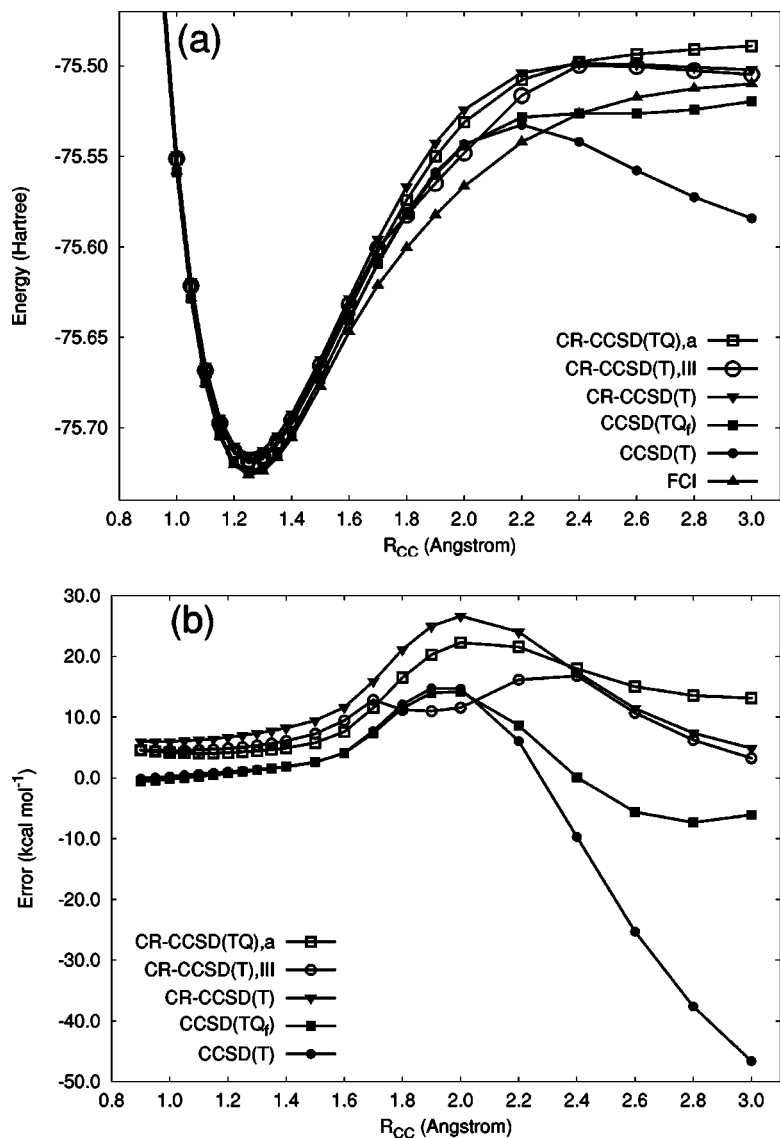 (a)
-75.50
-75.55
-75.60
-75.65
-75.70
Energy (Hartree)
CR-CCSD(TQ),a
CR-CCSD(T),III
CR-CCSD(T)
CCSD(TQf)
CCSD(T)
FCI
0.8 1.0 1.2 1.4 1.6 1.8 2.0 2.2 2.4 2.6 2.8 3.0
RCC (Angstrom)
(b)
30.0
20.0
10.0
0.0
-10.0
-20.0
-30.0
-40.0
-50.0
Error (kcal mol-1)
CR-CCSD(TQ),a
CR-CCSD(T),III
CR-CCSD(T)
CCSD(TQf)
CCSD(T)
0.8 1.0 1.2 1.4 1.6 1.8 2.0 2.2 2.4 2.6 2.8 3.0
RCC (Angstrom)